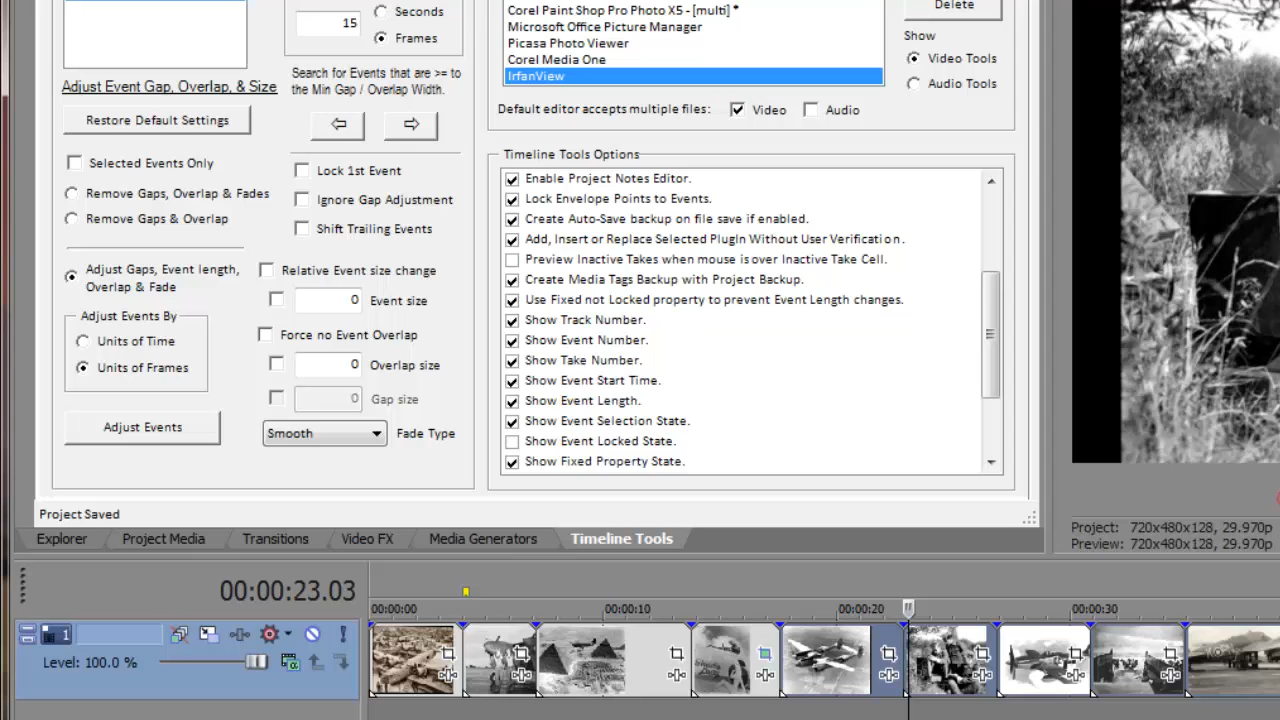 15
Seconds
Frames
Search for Events that are >= to
the Min Gap / Overlap Width.
Adjust Event Gap, Overlap, & Size
Restore Default Settings
Selected Events Only
Remove Gaps, Overlap & Fades
Remove Gaps & Overlap
Lock 1st Event
Ignore Gap Adjustment
Shift Trailing Events
Adjust Gaps, Event length,
Overlap & Fade
Adjust Events By
Units of Time
Units of Frames
Adjust Events
Relative Event size change
0 Event size
Force no Event Overlap
0 Overlap size
0 Gap size
Smooth Fade Type
Corel Paint Shop Pro Photo X5 - [multi] *
Microsoft Office Picture Manager
Picasa Photo Viewer
Corel Media One
IrfanView
Delete
Show
Video Tools
Audio Tools
Default editor accepts multiple files: Video Audio
Timeline Tools Options
Enable Project Notes Editor.
Lock Envelope Points to Events.
Create Auto-Save backup on file save if enabled.
Add, Insert or Replace Selected PlugIn Without User Verification.
Preview Inactive Takes when mouse is over Inactive Take Cell.
Create Media Tags Backup with Project Backup.
Use Fixed not Locked property to prevent Event Length changes.
Show Track Number.
Show Event Number.
Show Take Number.
Show Event Start Time.
Show Event Length.
Show Event Selection State.
Show Event Locked State.
Show Fixed Property State.
Project Saved
Explorer Project Media Transitions Video FX Media Generators Timeline Tools
Project: 720x480x128, 29.970p
Preview: 720x480x128, 29.970p
00:00:23.03
00:00:00 00:00:10 00:00:20 00:00:30
1
Level: 100.0 %